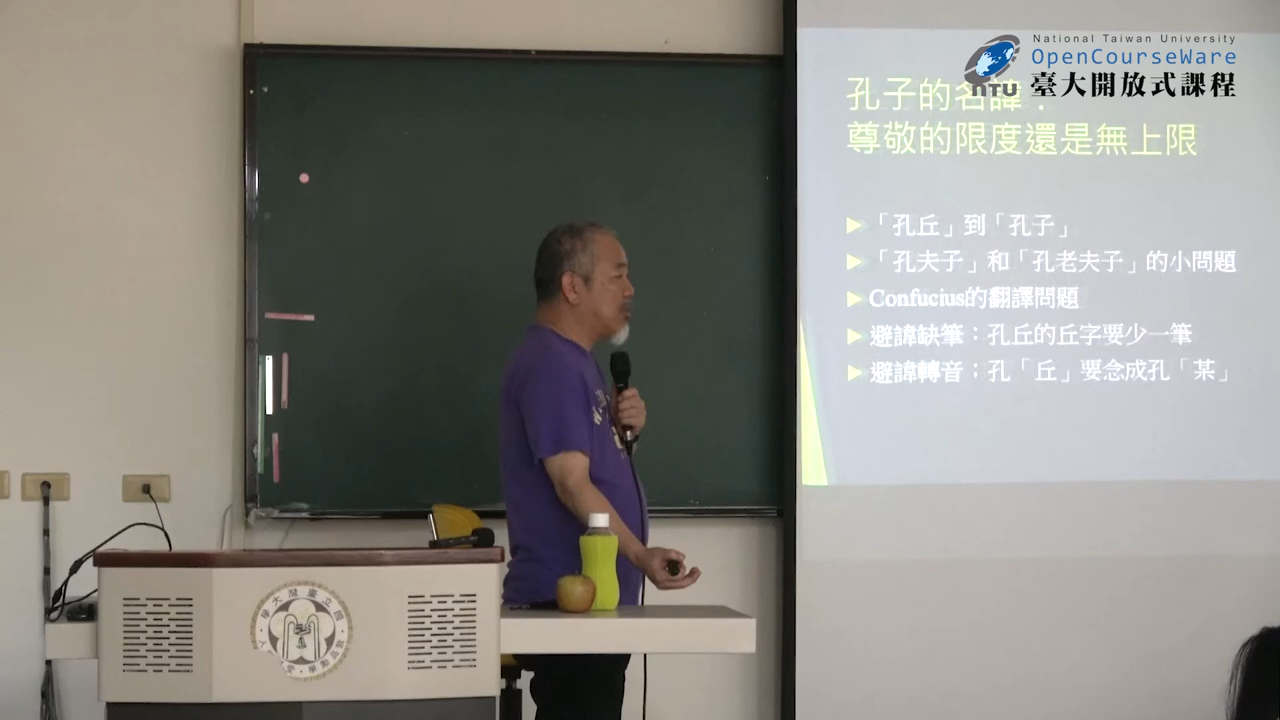 National Taiwan University
OpenCourseWare
NTU 臺大開放式課程
孔子的名諱：
尊敬的限度還是無上限
「孔丘」到「孔子」
「孔夫子」和「孔老夫子」的小問題
Confucius的翻譯問題
避諱缺筆：孔丘的丘字要少一筆
避諱轉音；孔「丘」要念成孔「某」